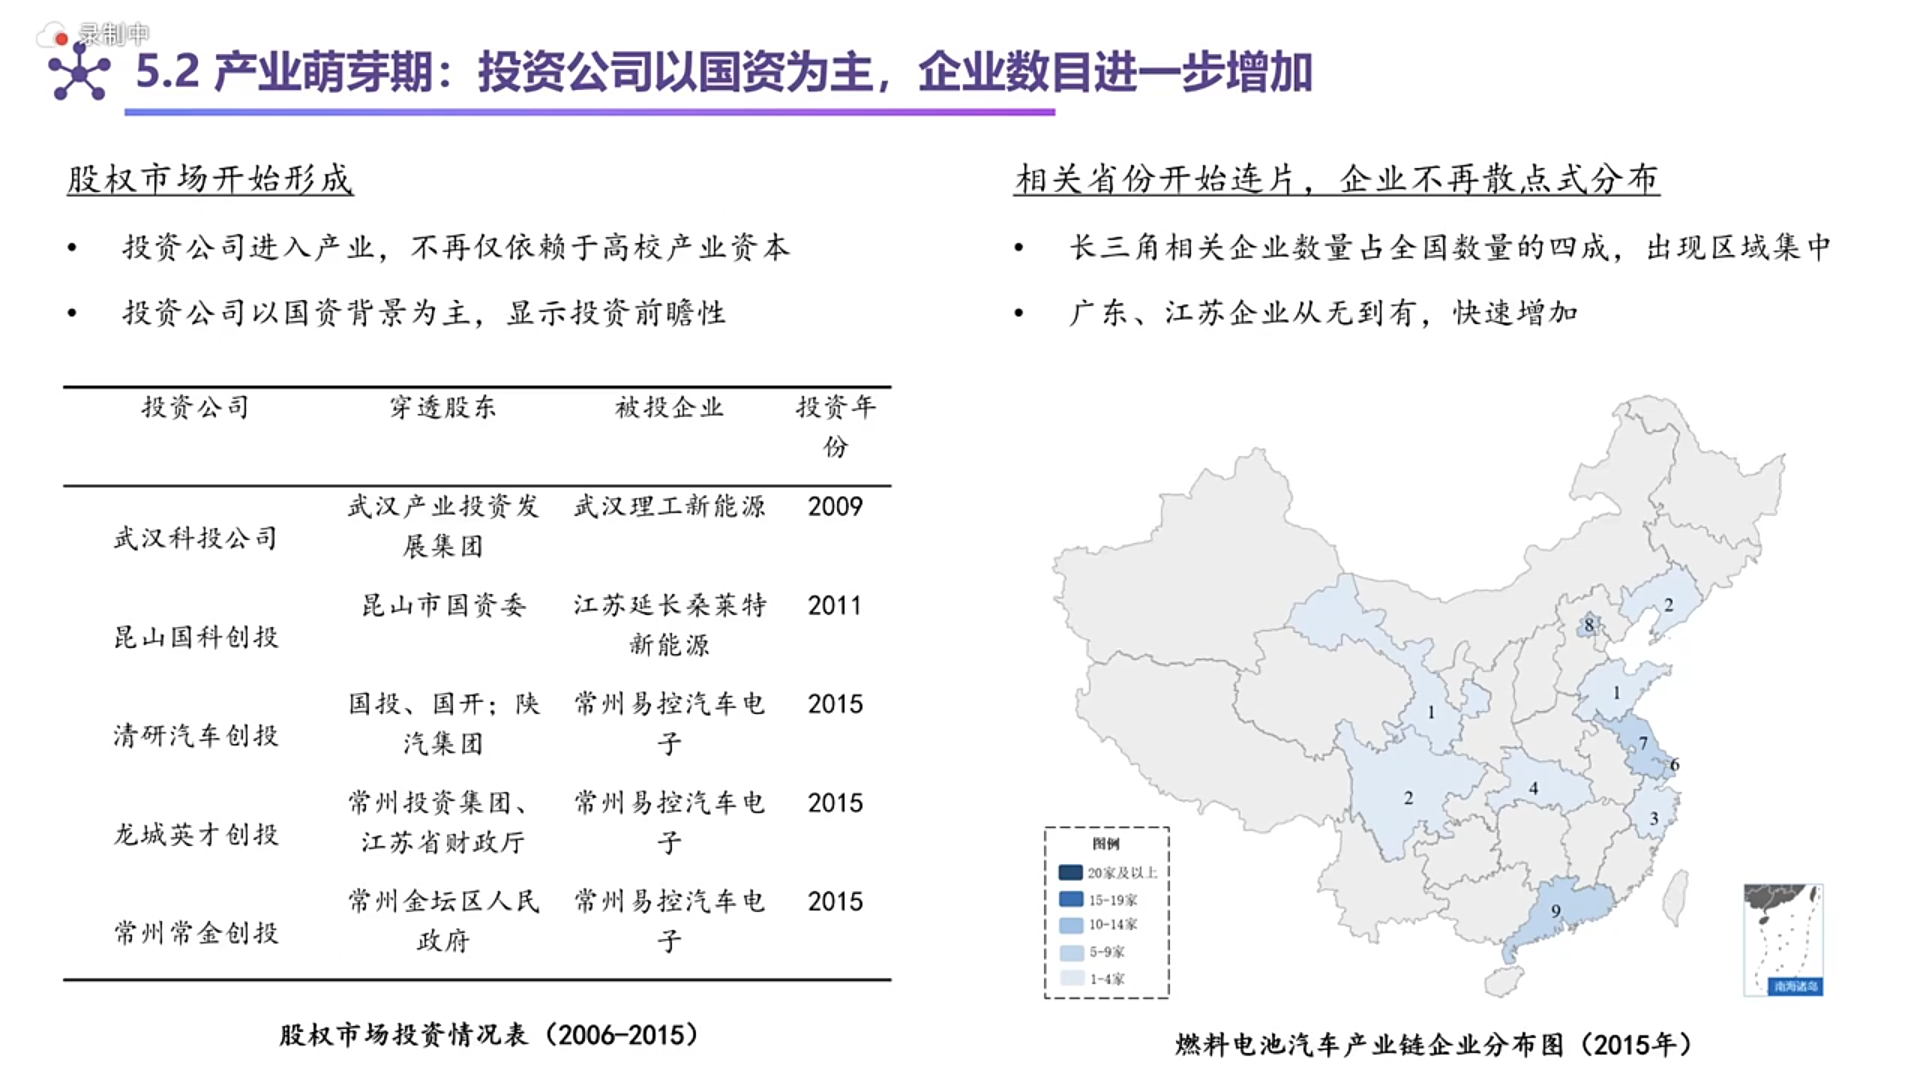 录制中
5.2 产业萌芽期：投资公司以国资为主，企业数目进一步增加
股权市场开始形成
• 投资公司进入产业，不再仅依赖于高校产业资本
• 投资公司以国资背景为主，显示投资前瞻性
投资公司 穿透股东 被投企业 投资年
份
武汉科投公司 武汉产业投资发 武汉理工新能源 2009
展集团
昆山国科创投 昆山市国资委 江苏延长桑莱特 2011
新能源
清研汽车创投 国投、国开；陕 常州易控汽车电 2015
汽集团 子
龙城英才创投 常州投资集团、 常州易控汽车电 2015
江苏省财政厅 子
常州常金创投 常州金坛区人民 常州易控汽车电 2015
政府 子
股权市场投资情况表（2006-2015）
相关省份开始连片，企业不再散点式分布
• 长三角相关企业数量占全国数量的四成，出现区域集中
• 广东、江苏企业从无到有，快速增加
2
8
1
1
7
6
2
4
3
9
图例
20家及以上
15-19家
10-14家
5-9家
1-4家
南海诸岛
燃料电池汽车产业链企业分布图（2015年）